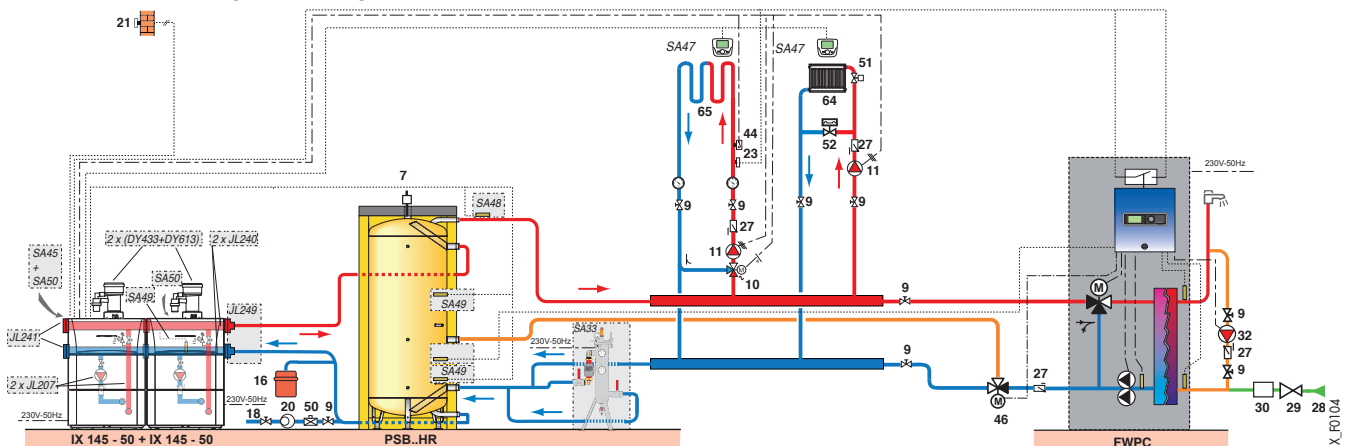 21
SA47
SA47
51
64
65
52
27
11
44
23
9
9
9
9
27
11
10
7
SA48
230V-50Hz
SA45
+
SA50
2 x (DY433+DY613)
2 x JL240
SA50
SA49
JL249
JL241
2 x JL207
SA49
SA49
SA33
230V-50Hz
M
9
9
M
M
46
27
9
32
27
9
30
29
28
16
18
20
50
9
230V-50Hz
230V-50Hz
IX 145 - 50 + IX 145 - 50
PSB..HR
FWPC
X_F0104